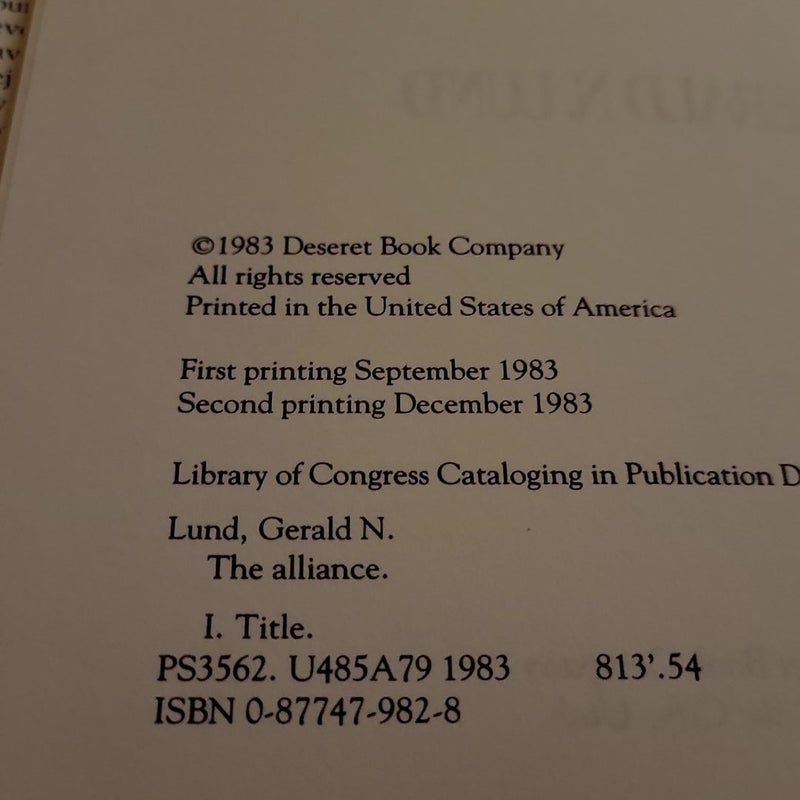 ©1983 Deseret Book Company
All rights reserved
Printed in the United States of America
First printing September 1983
Second printing December 1983
Library of Congress Cataloging in Publication D
Lund, Gerald N.
The alliance.
I. Title.
PS3562. U485A79 1983 813'.54
ISBN 0-87747-982-8